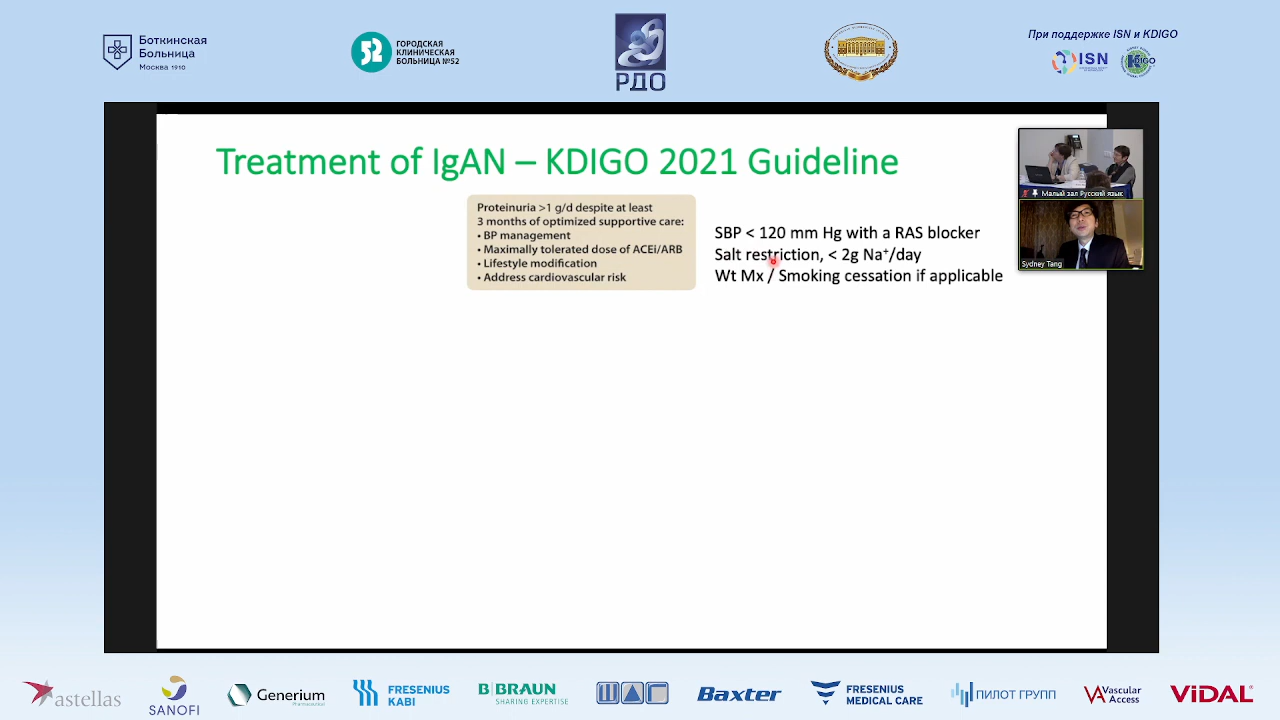 Боткинская
Больница
Москва 1910
52
ГОРОДСКАЯ
КЛИНИЧЕСКАЯ
БОЛЬНИЦА №52
РДО
При поддержке ISN и KDIGO
ISN
KDIGO
Treatment of IgAN – KDIGO 2021 Guideline
Proteinuria >1 g/d despite at least
3 months of optimized supportive care:
• BP management
• Maximally tolerated dose of ACEi/ARB
• Lifestyle modification
• Address cardiovascular risk
SBP < 120 mm Hg with a RAS blocker
Salt restriction, < 2g Na⁺/day
Wt Mx / Smoking cessation if applicable
Малый зал Русский язык
Sydney Tang
astellas
SANOFI
Generium
Pharmaceutical
FRESENIUS
KABI
B|BRAUN
SHARING EXPERTISE
ШАГ
Baxter
FRESENIUS
MEDICAL CARE
ПИЛОТ ГРУПП
VA Vascular
Access
ViDAL